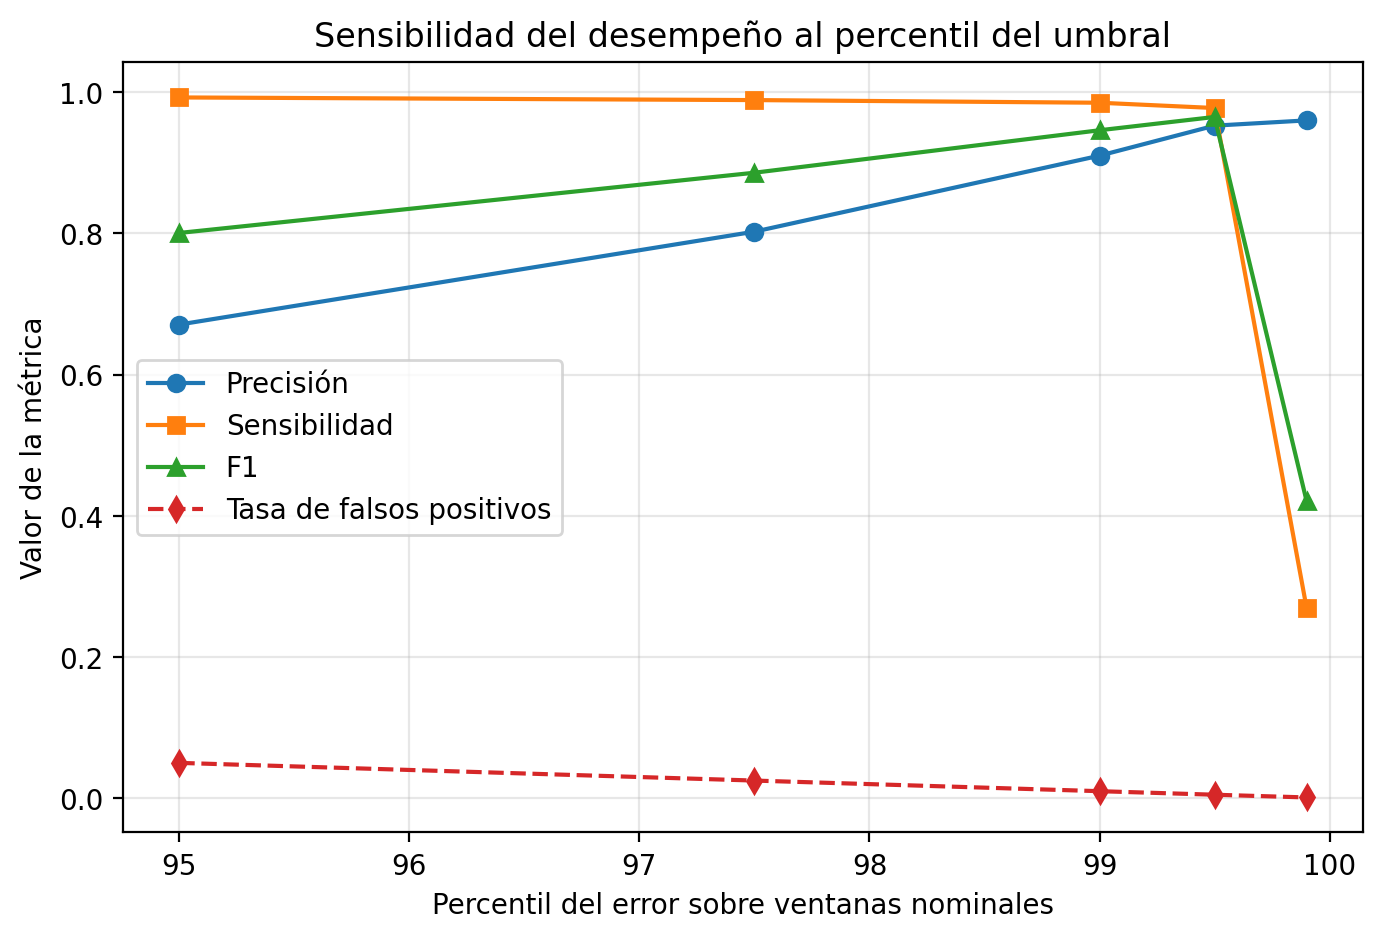 Sensibilidad del desempeño al percentil del umbral
Valor de la métrica
1.0
0.8
0.6
0.4
0.2
0.0
Precisión
Sensibilidad
F1
Tasa de falsos positivos
95 96 97 98 99 100
Percentil del error sobre ventanas nominales